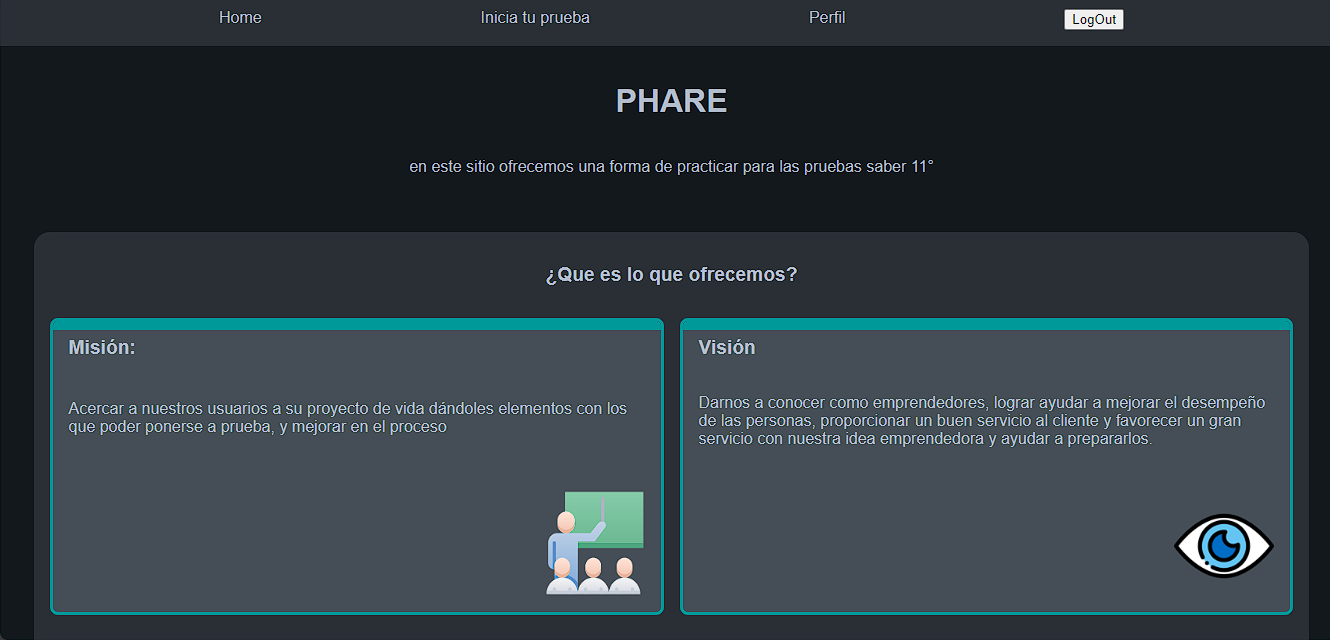 Home
Inicia tu prueba
Perfil
LogOut
PHARE
en este sitio ofrecemos una forma de practicar para las pruebas saber 11°
¿Que es lo que ofrecemos?
Misión:
Acercar a nuestros usuarios a su proyecto de vida dándoles elementos con los
que poder ponerse a prueba, y mejorar en el proceso
Visión
Darnos a conocer como emprendedores, lograr ayudar a mejorar el desempeño
de las personas, proporcionar un buen servicio al cliente y favorecer un gran
servicio con nuestra idea emprendedora y ayudar a prepararlos.